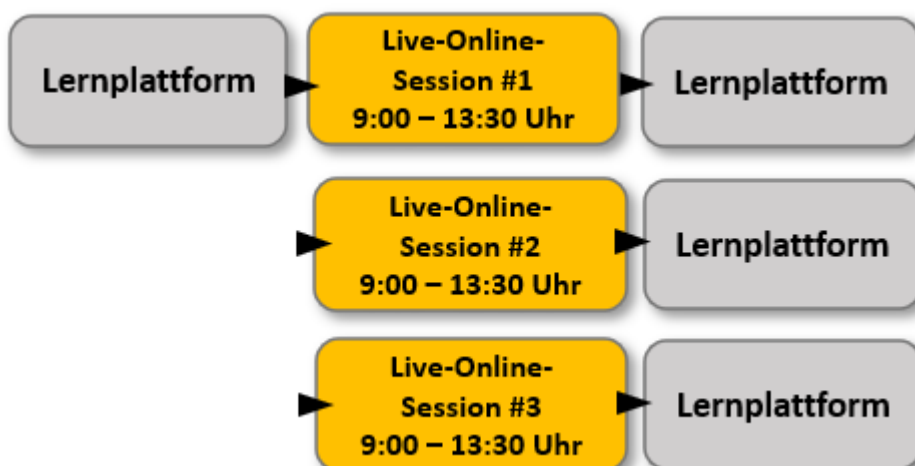 Lernplattform
Live-Online-
Session #1
9:00 – 13:30 Uhr
Lernplattform
Live-Online-
Session #2
9:00 – 13:30 Uhr
Lernplattform
Live-Online-
Session #3
9:00 – 13:30 Uhr
Lernplattform